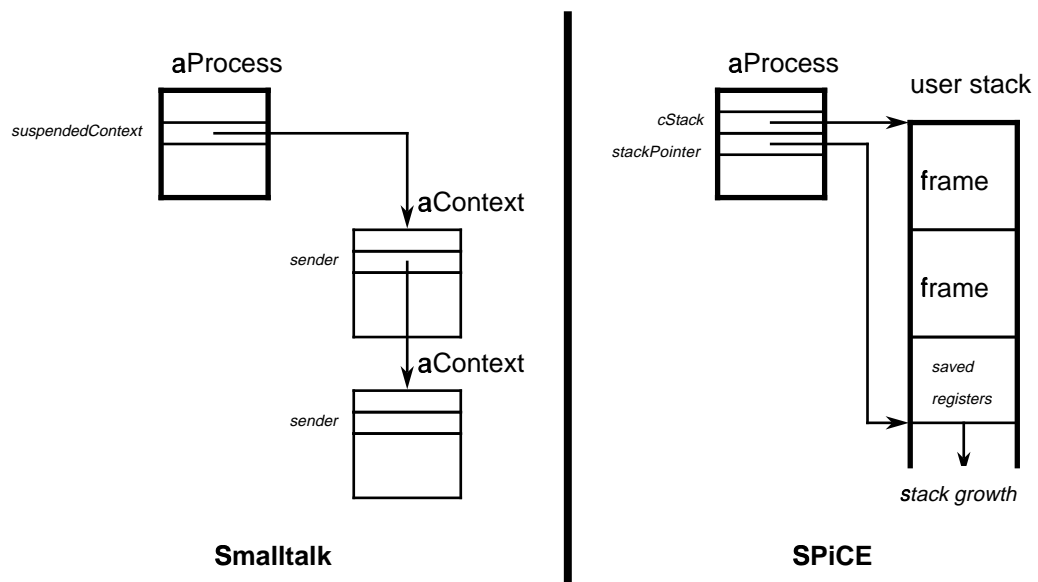 aProcess
suspendedContext
aContext
sender
aContext
sender
Smalltalk
aProcess
user stack
cStack
stackPointer
frame
frame
saved
registers
stack growth
SPiCE